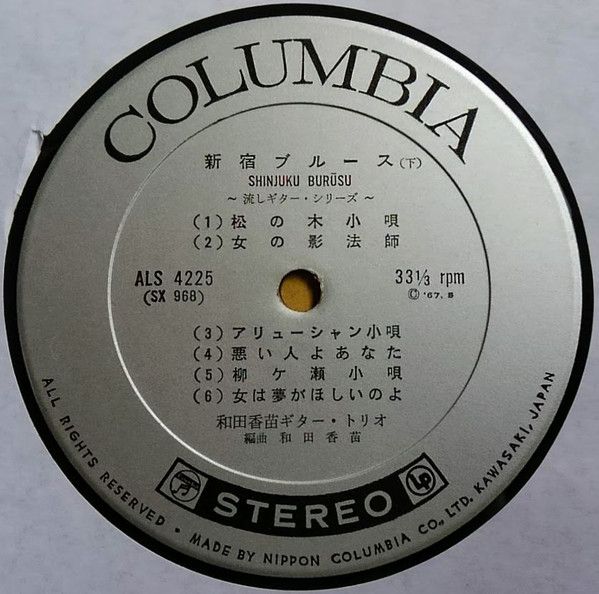 COLUMBIA
新宿ブルース(下)
SHINJUKU BURŪSU
～流しギター・シリーズ～
(1)松の木小唄
(2)女の影法師
ALS 4225
(SX 968)
33⅓ rpm
Ⓒ '67. 8
(3)アリューシャン小唄
(4)悪い人よあなた
(5)柳ケ瀬小唄
(6)女は夢がほしいのよ
和田香苗ギター・トリオ
編曲 和田香苗
STEREO
LP
ALL RIGHTS RESERVED • MADE BY NIPPON COLUMBIA CO., LTD. KAWASAKI, JAPAN